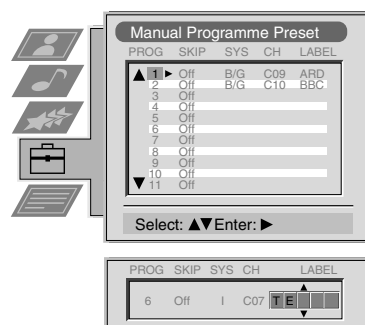 Manual Programme Preset
PROG SKIP SYS CH LABEL
1 Off B/G C09 ARD
2 Off B/G C10 BBC
3 Off
4 Off
5 Off
6 Off
7 Off
8 Off
9 Off
10 Off
11 Off
Select: ▲▼ Enter: ▶
PROG SKIP SYS CH LABEL
6 Off I C07 T E